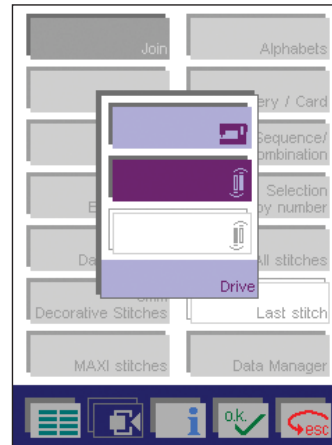 Join
Alphabets
ery / Card
Sequence/
ombination
Selection
by number
Da
All stitches
Drive
Decorative Stitches
Last stitch
MAXI stitches
Data Manager
i
o.k.
esc